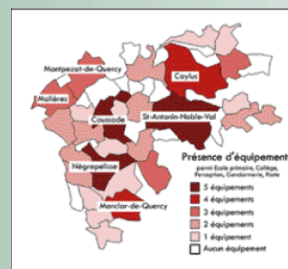 Montpezat-de-Quercy
Caylus
Molières
Caussade
St-Antonin-Noble-Val
Nègrepelisse
Monclar-de-Quercy
Présence d'équipement
parmi Ecole primaire, Collège,
Perception, Gendarmerie, Poste
5 équipements
4 équipements
3 équipements
2 équipements
1 équipement
Aucun équipement